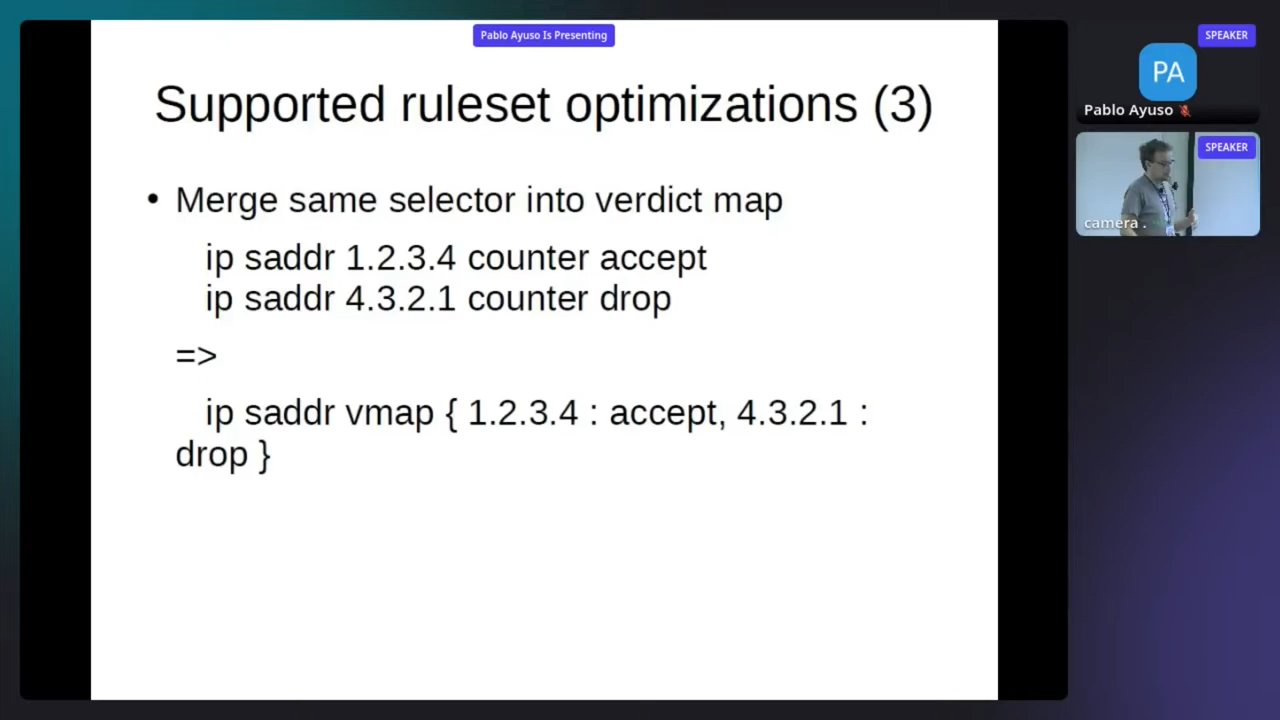 Pablo Ayuso Is Presenting
Supported ruleset optimizations (3)
• Merge same selector into verdict map
ip saddr 1.2.3.4 counter accept
ip saddr 4.3.2.1 counter drop
=>
ip saddr vmap { 1.2.3.4 : accept, 4.3.2.1 :
drop }
SPEAKER
PA
Pablo Ayuso
SPEAKER
camera .